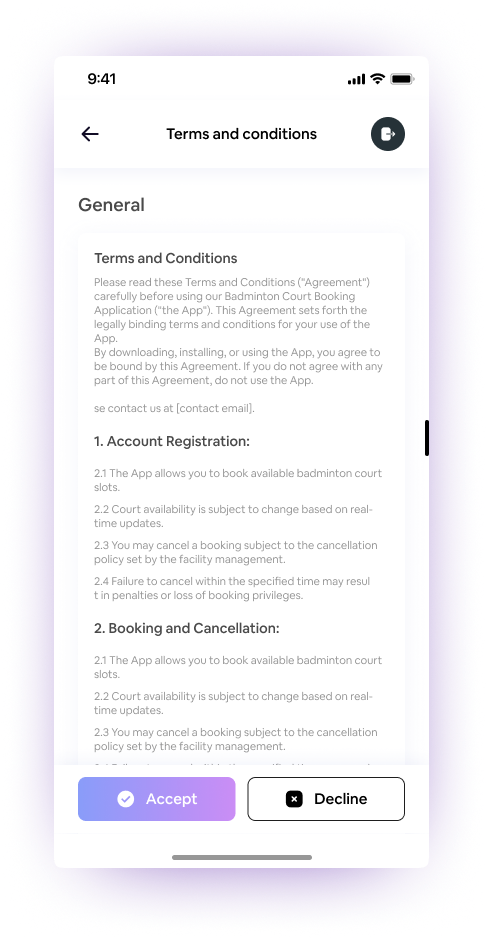 9:41
Terms and conditions
General
Terms and Conditions
Please read these Terms and Conditions ("Agreement")
carefully before using our Badminton Court Booking
Application ("the App"). This Agreement sets forth the
legally binding terms and conditions for your use of the
App.
By downloading, installing, or using the App, you agree to
be bound by this Agreement. If you do not agree with any
part of this Agreement, do not use the App.
se contact us at [contact email].
1. Account Registration:
2.1 The App allows you to book available badminton court
slots.
2.2 Court availability is subject to change based on real-
time updates.
2.3 You may cancel a booking subject to the cancellation
policy set by the facility management.
2.4 Failure to cancel within the specified time may resul
t in penalties or loss of booking privileges.
2. Booking and Cancellation:
2.1 The App allows you to book available badminton court
slots.
2.2 Court availability is subject to change based on real-
time updates.
2.3 You may cancel a booking subject to the cancellation
policy set by the facility management.
Accept
Decline